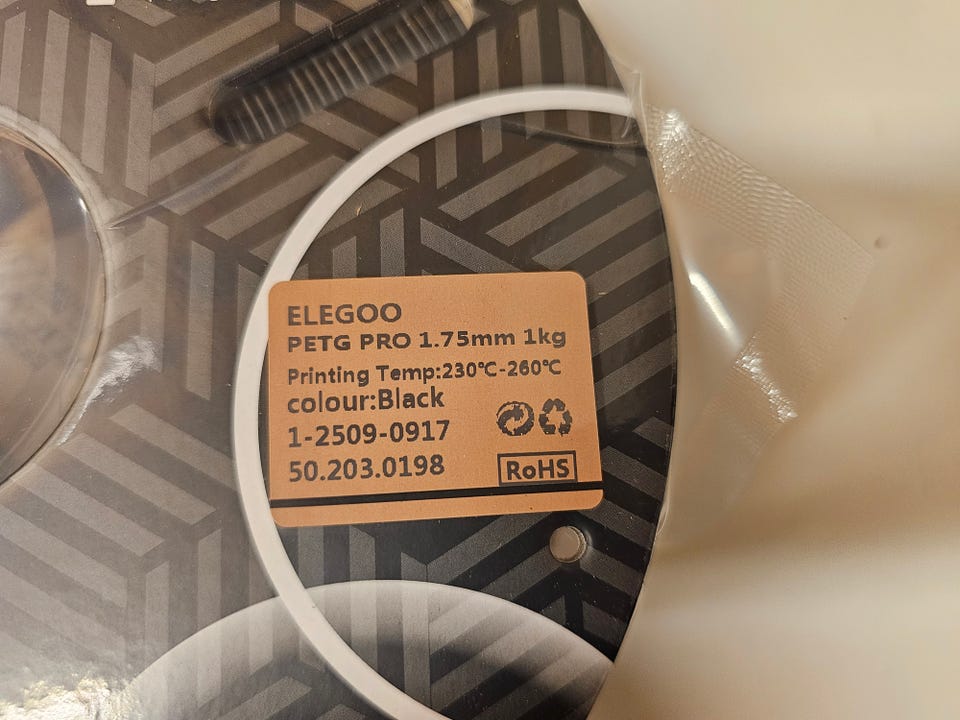 ELEGOO
PETG PRO 1.75mm 1kg
Printing Temp:230℃-260℃
colour:Black
1-2509-0917
50.203.0198
RoHS